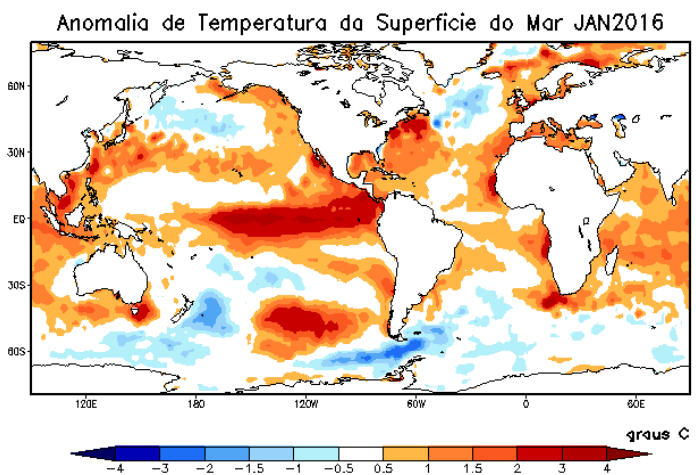 Anomalia de Temperatura da Superfície do Mar JAN2016
60N
30N
EQ
30S
60S
120E 180 120W 60W 0 60E
graus C
-4 -3 -2 -1.5 -1 -0.5 0.5 1 1.5 2 3 4